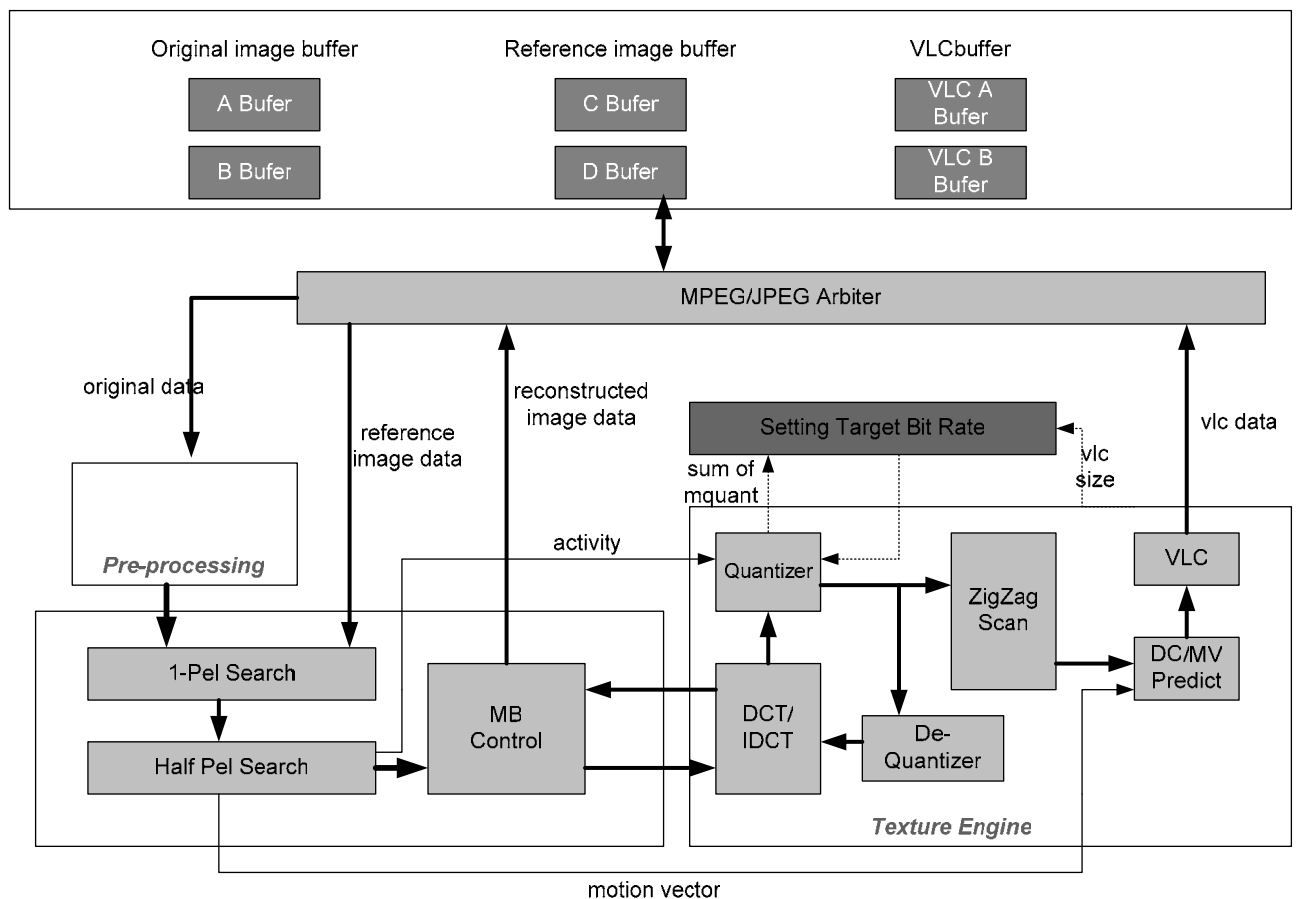 Original image buffer
Reference image buffer
VLCbuffer
A Bufer
C Bufer
VLC A
Bufer
B Bufer
D Bufer
VLC B
Bufer
MPEG/JPEG Arbiter
original data
reference
image data
reconstructed
image data
Setting Target Bit Rate
vlc data
sum of
mquant
vlc
size
Pre-processing
activity
Quantizer
ZigZag
Scan
VLC
1-Pel Search
Half Pel Search
MB
Control
DCT/
IDCT
De-
Quantizer
DC/MV
Predict
Texture Engine
motion vector